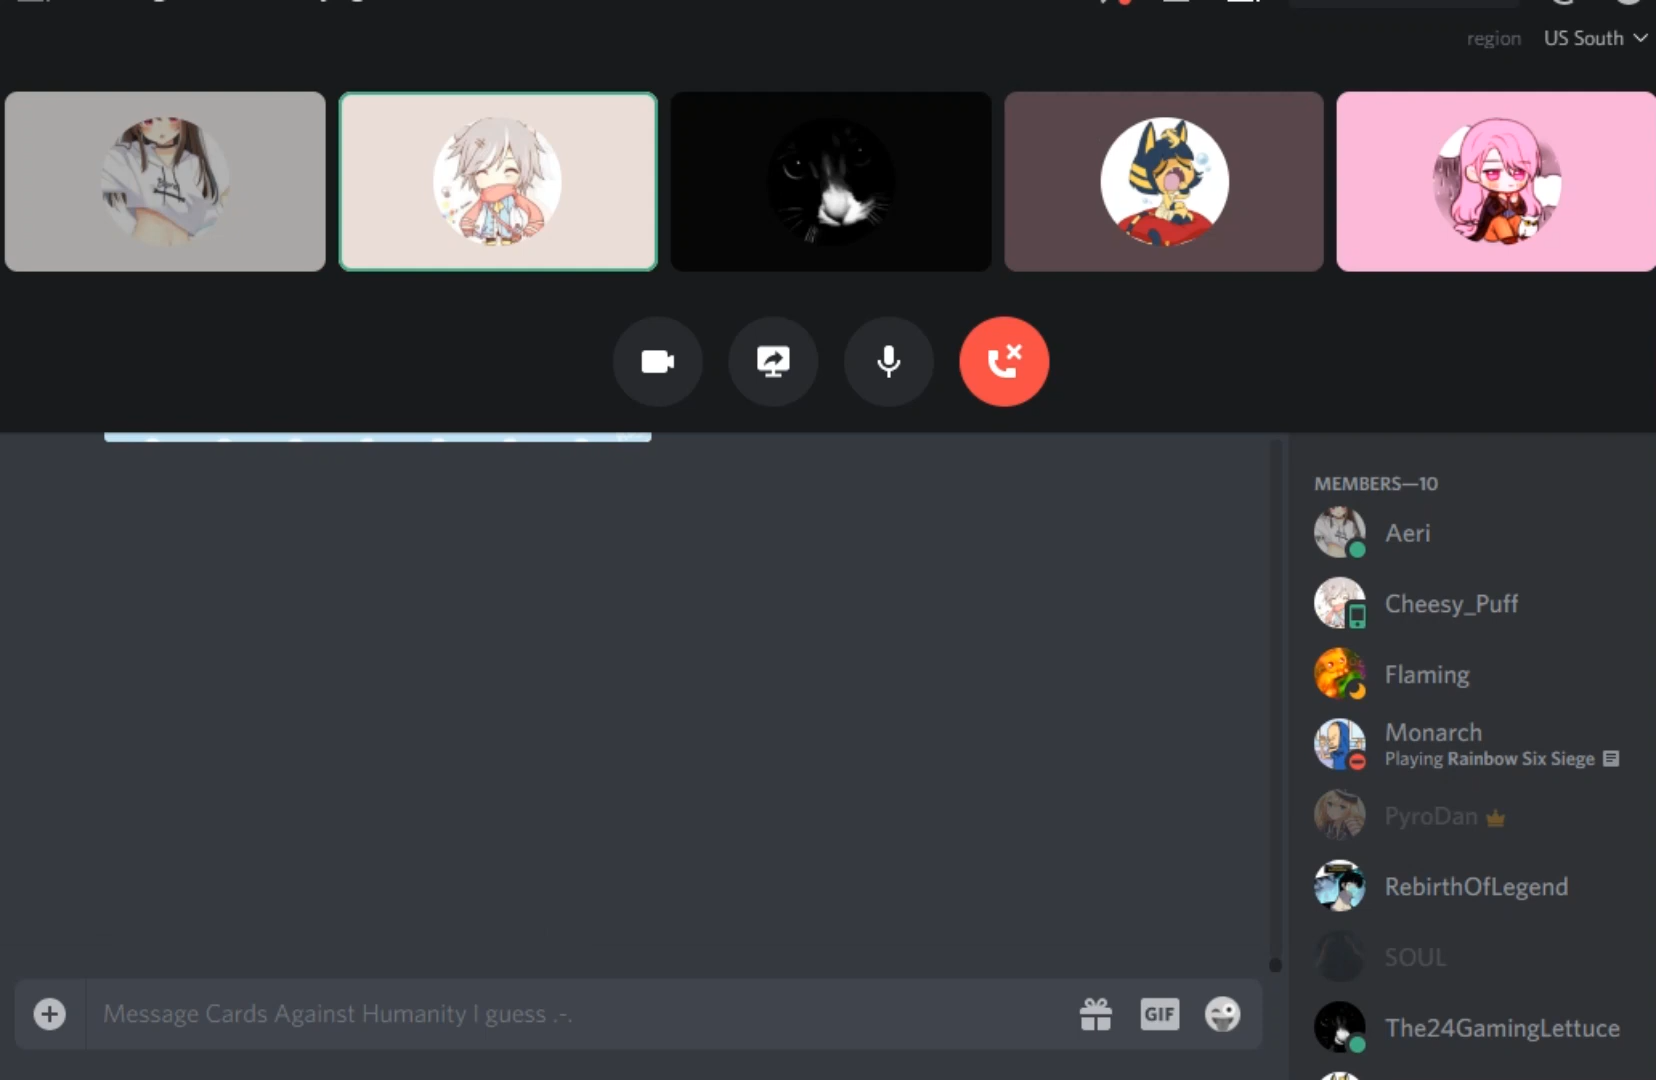 region US South
MEMBERS—10
Aeri
Cheesy_Puff
Flaming
Monarch
Playing Rainbow Six Siege
PyroDan
RebirthOfLegend
SOUL
The24GamingLettuce
Message Cards Against Humanity I guess .-.
GIF